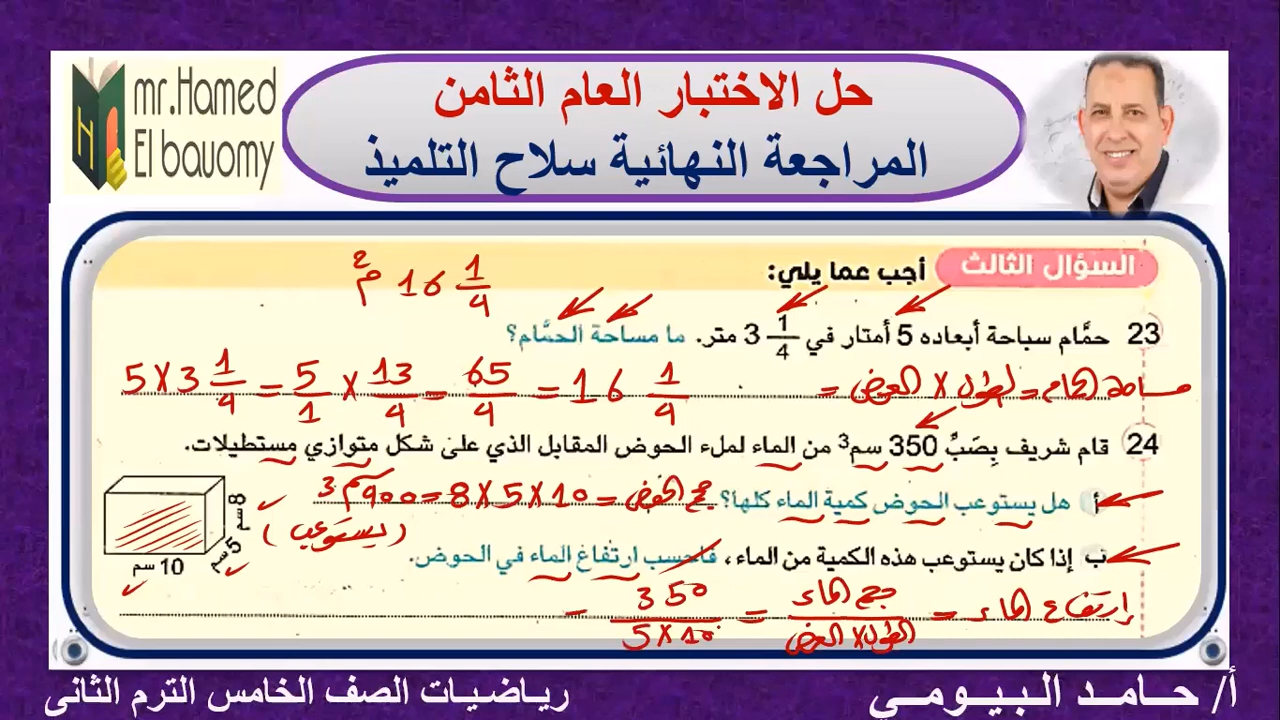 mr.Hamed
El bauomy
H
حل الاختبار العام الثامن
المراجعة النهائية سلاح التلميذ
السؤال الثالث أجب عما يلي:
16 1/4 م2
23 حمَّام سباحة أبعاده 5 أمتار في 3 1/4 متر. ما مساحة الحمَّام؟
مساحة الحمام = الطول × العرض =
5 × 3 1/4 = 5/1 × 13/4 = 65/4 = 16 1/4
24 قام شريف بِصَبِّ 350 سم3 من الماء لملء الحوض المقابل الذي على شكل متوازي مستطيلات.
أ هل يستوعب الحوض كمية الماء كلها؟ حجم الحوض = 10 × 5 × 8 =
(يستوعب)
8 سم
5 سم
10 سم
ب إذا كان يستوعب هذه الكمية من الماء، فاحسب ارتفاع الماء في الحوض.
ارتفاع الماء = حجم الماء / الطول × العرض = 350 / 5 × 10 =
أ/ حامد البيومي
رياضيات الصف الخامس الترم الثانى